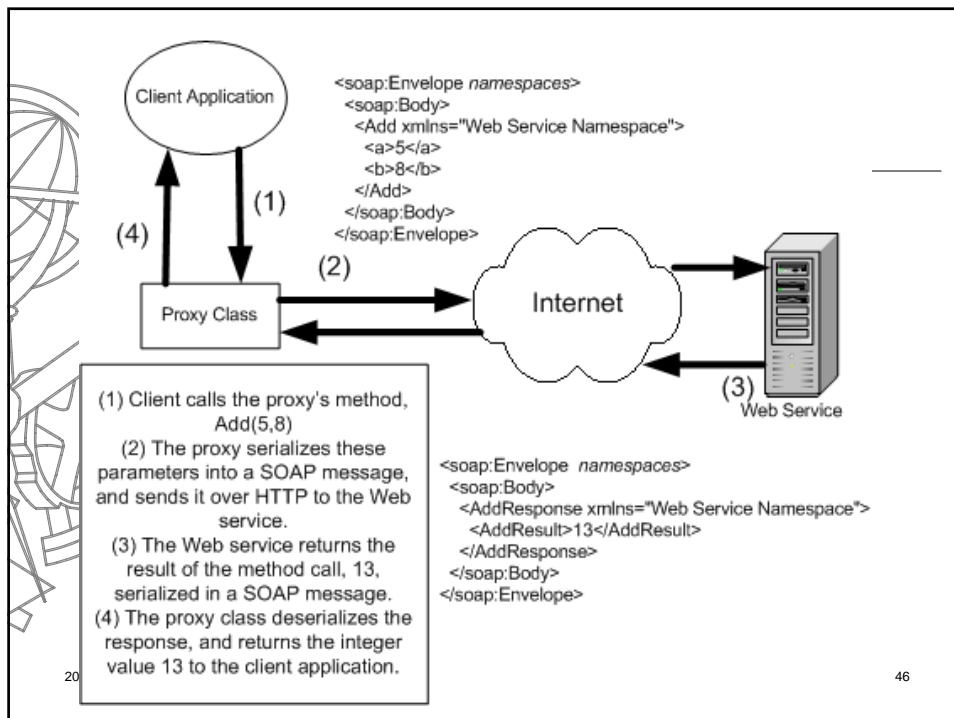 Client Application
<soap:Envelope namespaces>
<soap:Body>
<Add xmlns="Web Service Namespace">
<a>5</a>
<b>8</b>
</Add>
</soap:Body>
</soap:Envelope>
(1)
(4)
(2)
Proxy Class
Internet
(3)
Web Service
(1) Client calls the proxy's method,
Add(5,8)
(2) The proxy serializes these
parameters into a SOAP message,
and sends it over HTTP to the Web
service.
(3) The Web service returns the
result of the method call, 13,
serialized in a SOAP message.
(4) The proxy class deserializes the
response, and returns the integer
value 13 to the client application.
<soap:Envelope namespaces>
<soap:Body>
<AddResponse xmlns="Web Service Namespace">
<AddResult>13</AddResult>
</AddResponse>
</soap:Body>
</soap:Envelope>
20
46